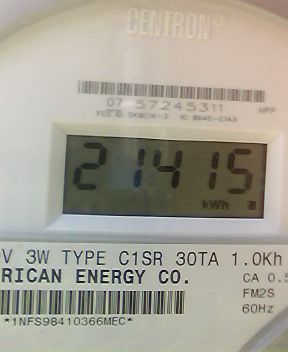 CENTRON®
07 57245311
21415
kWh
V 3W TYPE C1SR 30TA 1.0Kh
RICAN ENERGY CO.
CA 0.5
FM2S
60Hz
*1NFS98410366MEC*